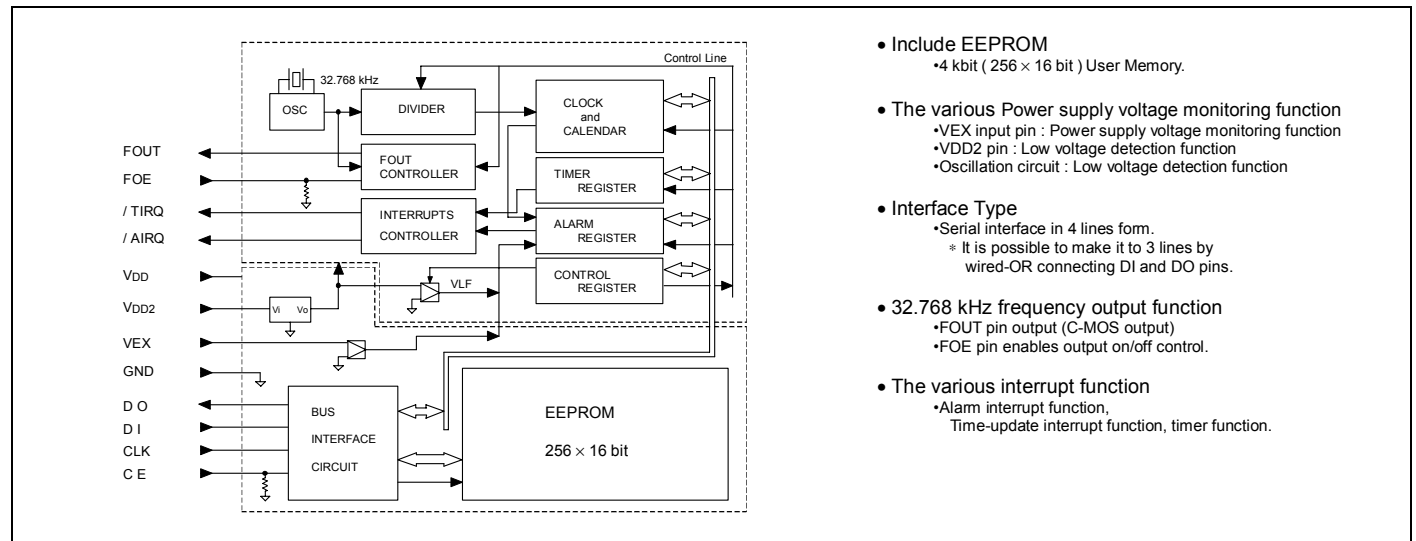 Control Line
32.768 kHz
OSC
DIVIDER
CLOCK
and
CALENDAR
FOUT
FOE
FOUT
CONTROLLER
TIMER
REGISTER
/ TIRQ
/ AIRQ
INTERRUPTS
CONTROLLER
ALARM
REGISTER
VDD
CONTROL
REGISTER
VLF
VDD2
Vi Vo
VEX
GND
D O
D I
CLK
C E
BUS
INTERFACE
CIRCUIT
EEPROM
256 × 16 bit
• Include EEPROM
•4 kbit ( 256 × 16 bit ) User Memory.
• The various Power supply voltage monitoring function
•VEX input pin : Power supply voltage monitoring function
•VDD2 pin : Low voltage detection function
•Oscillation circuit : Low voltage detection function
• Interface Type
•Serial interface in 4 lines form.
∗ It is possible to make it to 3 lines by
wired-OR connecting DI and DO pins.
• 32.768 kHz frequency output function
•FOUT pin output (C-MOS output)
•FOE pin enables output on/off control.
• The various interrupt function
•Alarm interrupt function,
Time-update interrupt function, timer function.